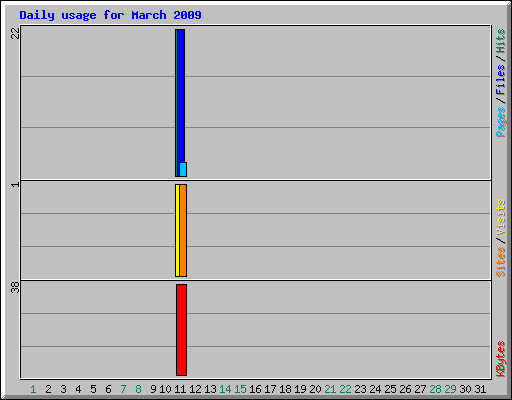 Daily usage for March 2009
22
1
38
Pages / Files / Hits
Sites / Visits
KBytes
1 2 3 4 5 6 7 8 9 10 11 12 13 14 15 16 17 18 19 20 21 22 23 24 25 26 27 28 29 30 31